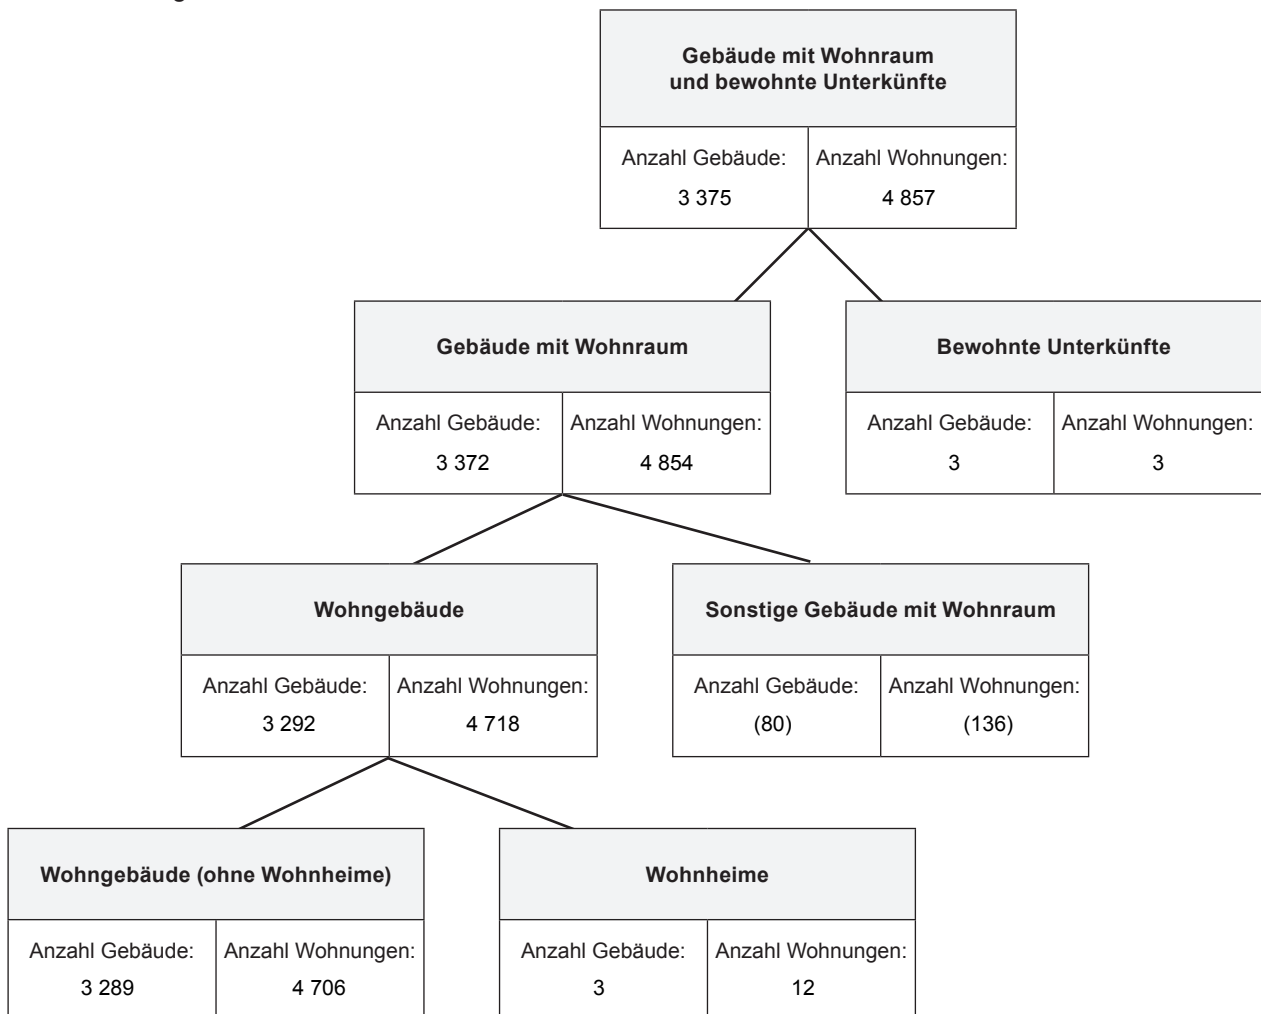 Gebäude mit Wohnraum
und bewohnte Unterkünfte
Anzahl Gebäude: Anzahl Wohnungen:
3 375 4 857
Gebäude mit Wohnraum Bewohnte Unterkünfte
Anzahl Gebäude: Anzahl Wohnungen: Anzahl Gebäude: Anzahl Wohnungen:
3 372 4 854 3 3
Wohngebäude Sonstige Gebäude mit Wohnraum
Anzahl Gebäude: Anzahl Wohnungen: Anzahl Gebäude: Anzahl Wohnungen:
3 292 4 718 (80) (136)
Wohngebäude (ohne Wohnheime) Wohnheime
Anzahl Gebäude: Anzahl Wohnungen: Anzahl Gebäude: Anzahl Wohnungen:
3 289 4 706 3 12